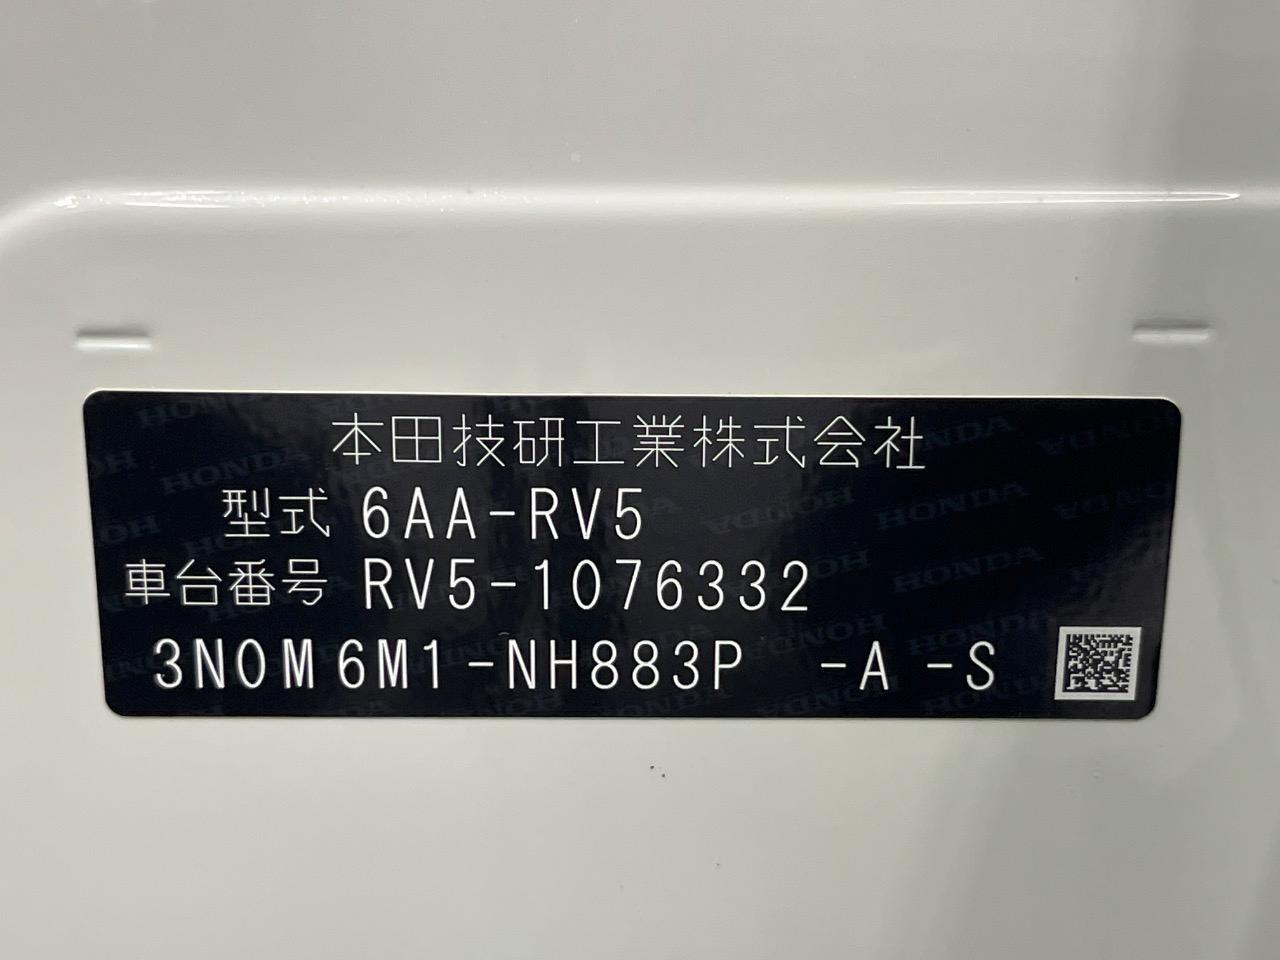 本田技研工業株式会社
型式 6AA-RV5
車台番号 RV5-1076332
3N0M6M1-NH883P -A -S